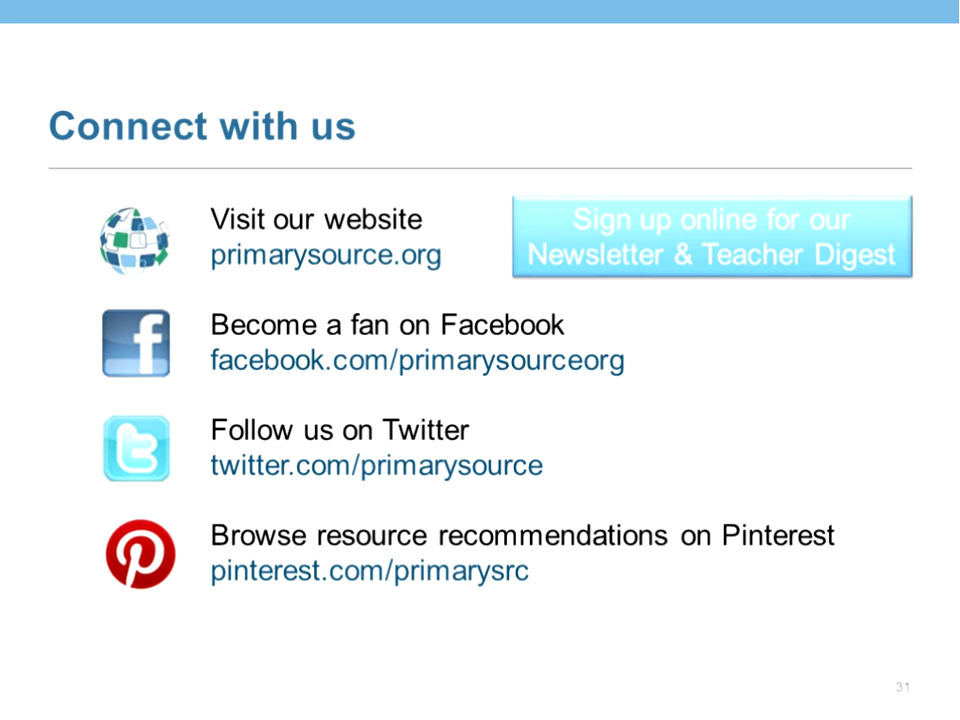 Connect with us
Visit our website
primarysource.org
Sign up online for our
Newsletter & Teacher Digest
Become a fan on Facebook
facebook.com/primarysourceorg
Follow us on Twitter
twitter.com/primarysource
Browse resource recommendations on Pinterest
pinterest.com/primarysrc
31